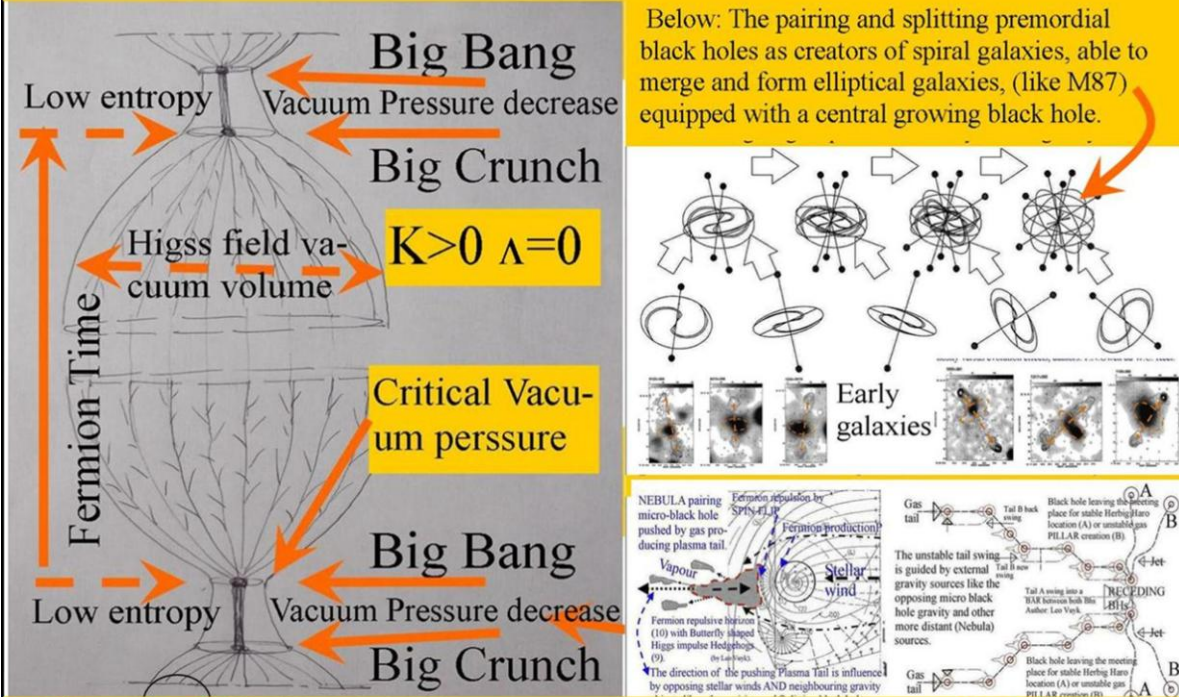 Big Bang
Low entropy
Vacuum Pressure decrease
Big Crunch
K>0 Λ=0
Higss field va-
cuum volume
Fermion Time
Critical Vacu-
um perssure
Big Bang
Low entropy
Vacuum Pressure decrease
Big Crunch
Below: The pairing and splitting premordial
black holes as creators of spiral galaxies, able to
merge and form elliptical galaxies, (like M87)
equipped with a central growing black hole.
Early
galaxies
NEBULA pairing
micro-black hole
pushed by gas pro-
ducing plasma tail.
Fermion repulsion by
SPIN-FLIP
Fermion production?
Vapour
Stellar
wind
Fermion repulsive horizon
(10) with Butterfly shaped
Higgs impulse Hedgehogs
(9).
(by Leo Vuyk)
The direction of the pushing Plasma Tail is influence
by opposing stellar winds AND neighbouring gravity
Gas
tail
Tail B back
swing
Black hole leaving the meeting
place for stable Herbig Haro
location (A) or unstable gas
PILLAR creation (B).
A
B
The unstable tail swing
is guided by external
gravity sources like the
opposing micro black
hole gravity and other
more distant (Nebula)
sources.
Tail B new
swing
Jet
Tail A swing into a
BAR between both BHs
Author: Leo Vuyk
RECEDING
BHs
Jet
Gas
tail
Black hole leaving the meeting
place for stable Herbig Haro
location (A) or unstable gas
PILLAR creation (B).
A
B